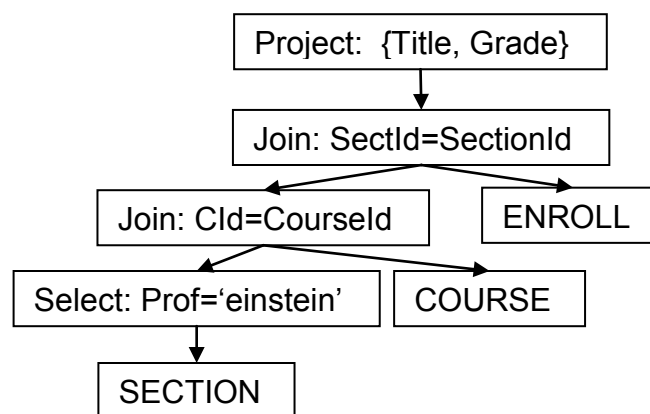 Project:  {Title, Grade}
Join: SectId=SectionId
Join: CId=CourseId
ENROLL
Select: Prof=‘einstein’
COURSE
SECTION